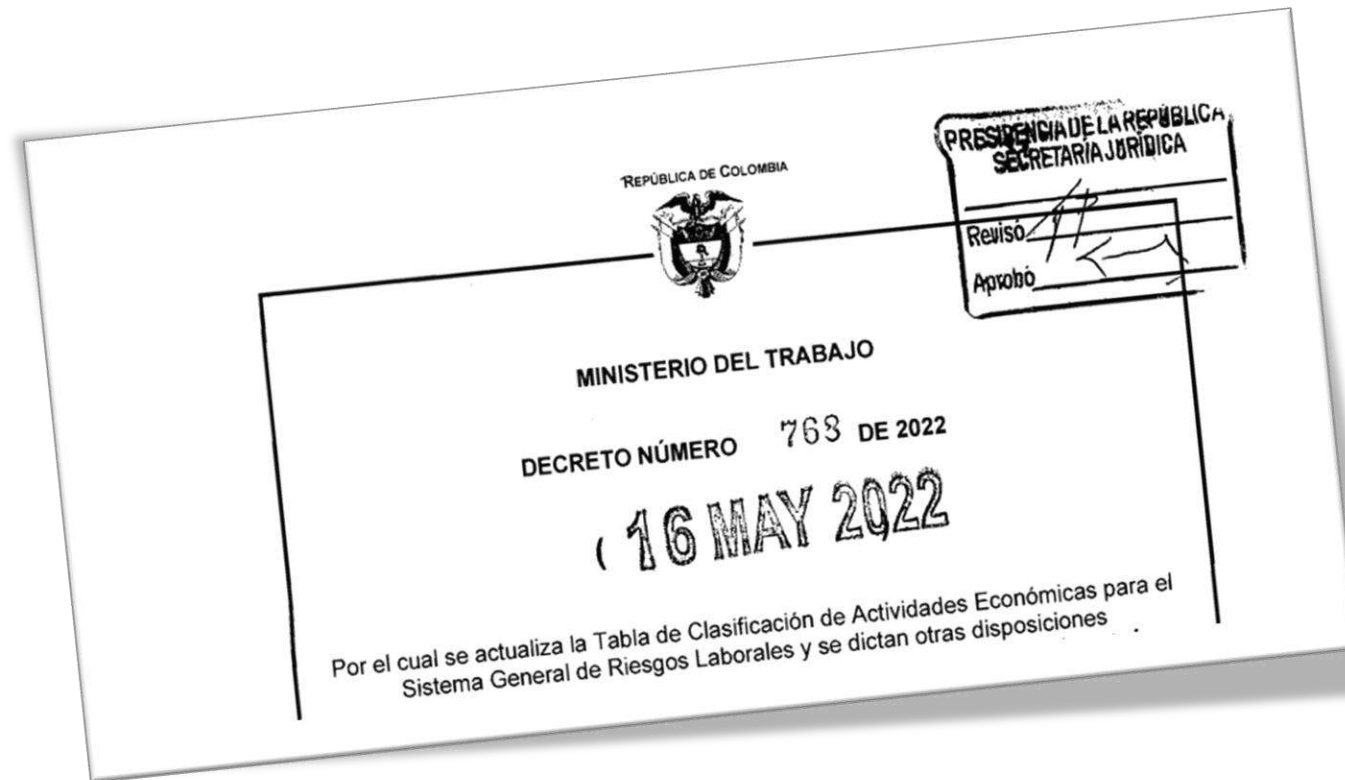 REPÚBLICA DE COLOMBIA
PRESIDENCIA DE LA REPÚBLICA
SECRETARÍA JURÍDICA
Revisó
Aprobó
MINISTERIO DEL TRABAJO
DECRETO NÚMERO 768 DE 2022
( 16 MAY 2022
Por el cual se actualiza la Tabla de Clasificación de Actividades Económicas para el
Sistema General de Riesgos Laborales y se dictan otras disposiciones